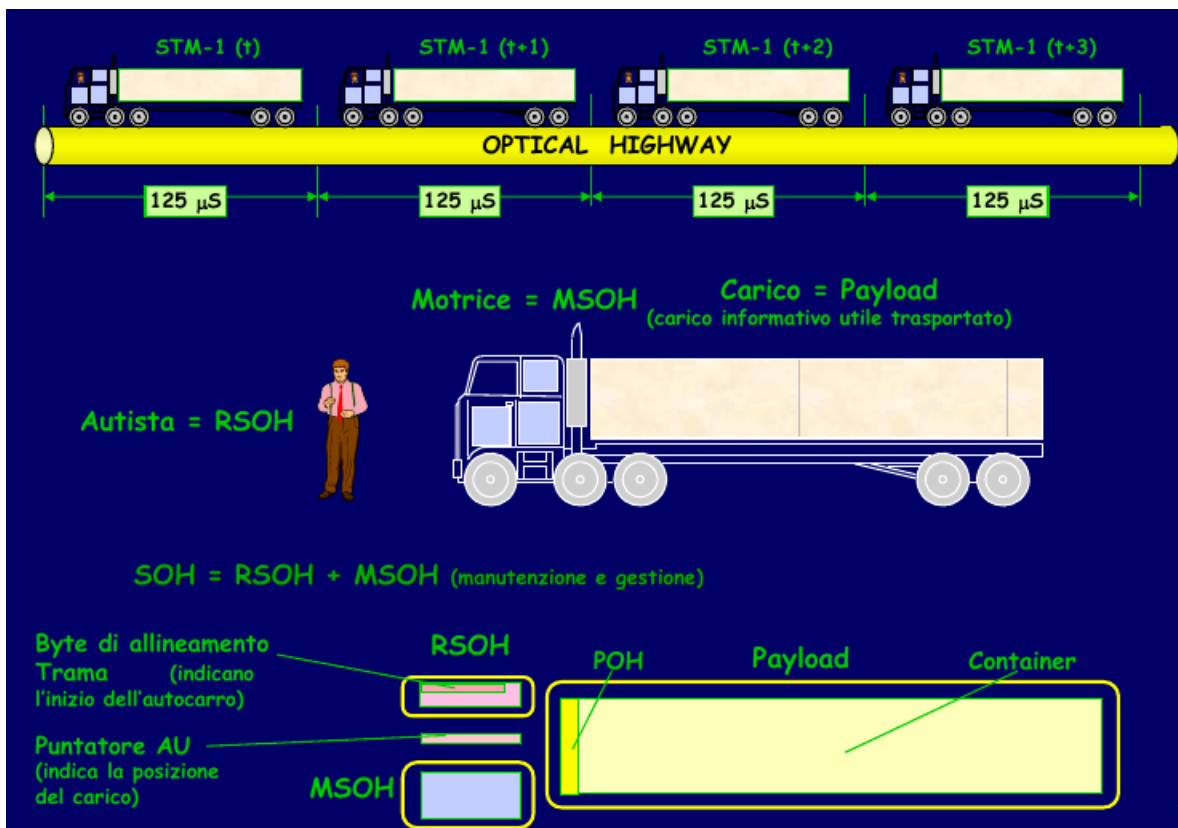 STM-1 (t)
STM-1 (t+1)
STM-1 (t+2)
STM-1 (t+3)
OPTICAL HIGHWAY
125 μS
125 μS
125 μS
125 μS
Motrice = MSOH
Carico = Payload
(carico informativo utile trasportato)
Autista = RSOH
SOH = RSOH + MSOH (manutenzione e gestione)
Byte di allineamento
Trama (indicano
l'inizio dell'autocarro)
RSOH
POH
Payload
Container
Puntatore AU
(indica la posizione
del carico)
MSOH